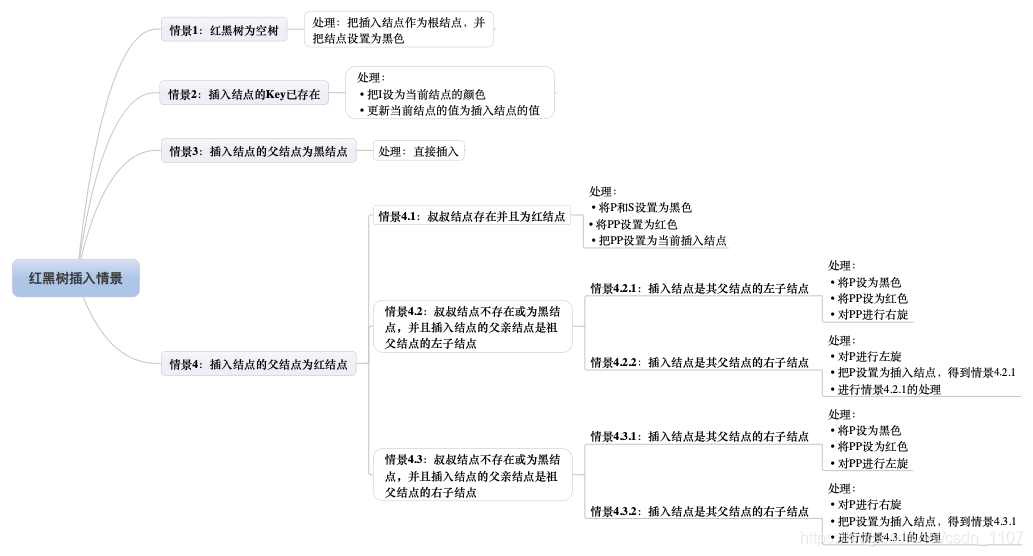 情景1：红黑树为空树
处理：把插入结点作为根结点，并
把结点设置为黑色
情景2：插入结点的Key已存在
处理：
• 把I设为当前结点的颜色
• 更新当前结点的值为插入结点的值
情景3：插入结点的父结点为黑结点
处理：直接插入
红黑树插入情景
情景4：插入结点的父结点为红结点
情景4.1：叔叔结点存在并且为红结点
处理：
• 将P和S设置为黑色
• 将PP设置为红色
• 把PP设置为当前插入结点
情景4.2：叔叔结点不存在或为黑结
点，并且插入结点的父亲结点是祖
父结点的左子结点
情景4.2.1：插入结点是其父结点的左子结点
处理：
• 将P设为黑色
• 将PP设为红色
• 对PP进行右旋
情景4.2.2：插入结点是其父结点的右子结点
处理：
• 对P进行左旋
• 把P设置为插入结点，得到情景4.2.1
• 进行情景4.2.1的处理
情景4.3：叔叔结点不存在或为黑结
点，并且插入结点的父亲结点是祖
父结点的右子结点
情景4.3.1：插入结点是其父结点的右子结点
处理：
• 将P设为黑色
• 将PP设为红色
• 对PP进行左旋
情景4.3.2：插入结点是其父结点的右子结点
处理：
• 对P进行右旋
• 把P设置为插入结点，得到情景4.3.1
• 进行情景4.3.1的处理